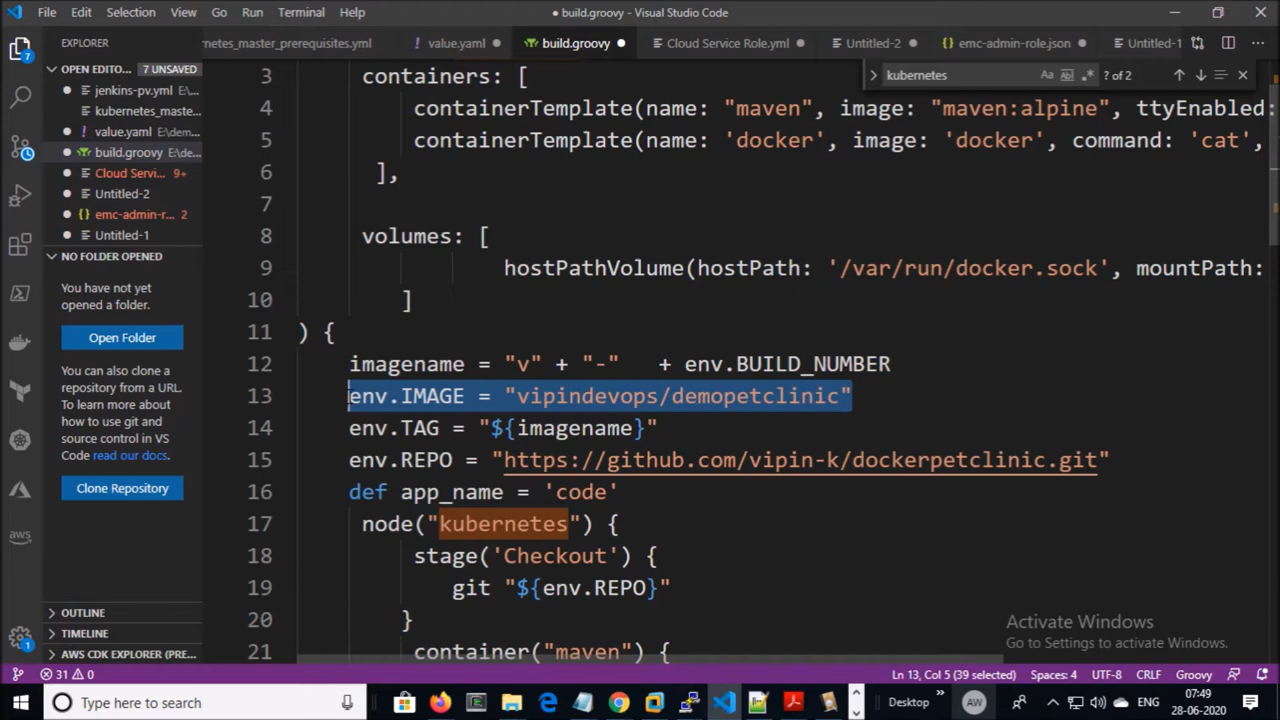 File Edit Selection View Go Run Terminal Help
● build.groovy - Visual Studio Code
EXPLORER
netes_master_prerequisites.yml value.yaml build.groovy Cloud Service Role.yml Untitled-2 {} emc-admin-role.json Untitled-1
OPEN EDITO... 7 UNSAVED
jenkins-pv.yml
kubernetes_maste...
value.yaml E:\dem...
build.groovy E:\de...
Cloud Servi... 9+
Untitled-2
{} emc-admin-r... 2
Untitled-1
NO FOLDER OPENED
You have not yet
opened a folder.
Open Folder
You can also clone a
repository from a URL.
To learn more about
how to use git and
source control in VS
Code read our docs.
Clone Repository
OUTLINE
TIMELINE
AWS CDK EXPLORER (PRE...
kubernetes Aa Abl .* ? of 2
3 containers: [
4 containerTemplate(name: "maven", image: "maven:alpine", ttyEnabled:
5 containerTemplate(name: 'docker', image: 'docker', command: 'cat',
6 ],
7
8 volumes: [
9 hostPathVolume(hostPath: '/var/run/docker.sock', mountPath:
10 ]
11 ) {
12 imagename = "v" + "-" + env.BUILD_NUMBER
13 env.IMAGE = "vipindevops/demopetclinic"
14 env.TAG = "${imagename}"
15 env.REPO = "https://github.com/vipin-k/dockerpetclinic.git"
16 def app_name = 'code'
17 node("kubernetes") {
18 stage('Checkout') {
19 git "${env.REPO}"
20 }
21 container("maven") {
Activate Windows
Go to Settings to activate Windows.
31 0 Ln 13, Col 5 (39 selected) Spaces: 4 UTF-8 CRLF Groovy
Type here to search
Desktop » AW ENG 07:49
28-06-2020